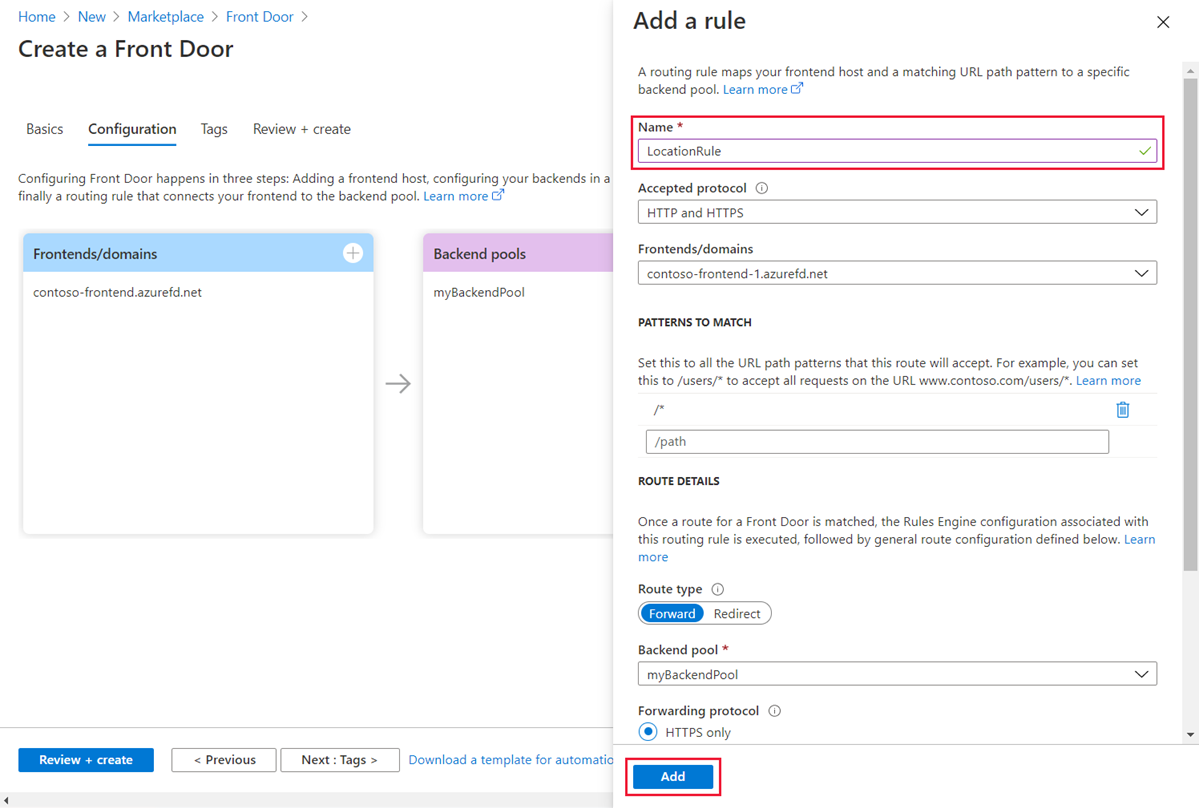 Home > New > Marketplace > Front Door >
Create a Front Door
Basics Configuration Tags Review + create
Configuring Front Door happens in three steps: Adding a frontend host, configuring your backends in a
finally a routing rule that connects your frontend to the backend pool. Learn more
Frontends/domains
contoso-frontend.azurefd.net
Backend pools
myBackendPool
Review + create
< Previous
Next : Tags >
Download a template for automatio
Add a rule
A routing rule maps your frontend host and a matching URL path pattern to a specific
backend pool. Learn more
Name *
LocationRule
Accepted protocol
HTTP and HTTPS
Frontends/domains
contoso-frontend-1.azurefd.net
PATTERNS TO MATCH
Set this to all the URL path patterns that this route will accept. For example, you can set
this to /users/* to accept all requests on the URL www.contoso.com/users/*. Learn more
/*
/path
ROUTE DETAILS
Once a route for a Front Door is matched, the Rules Engine configuration associated with
this routing rule is executed, followed by general route configuration defined below. Learn
more
Route type
Forward Redirect
Backend pool *
myBackendPool
Forwarding protocol
HTTPS only
Add